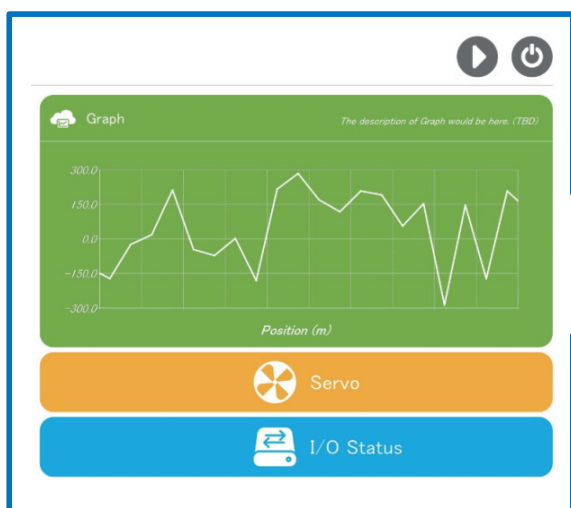 Graph
The description of Graph would be here. (TBD)
300.0
150.0
0.0
-150.0
-300.0
Position (m)
Servo
I/O Status